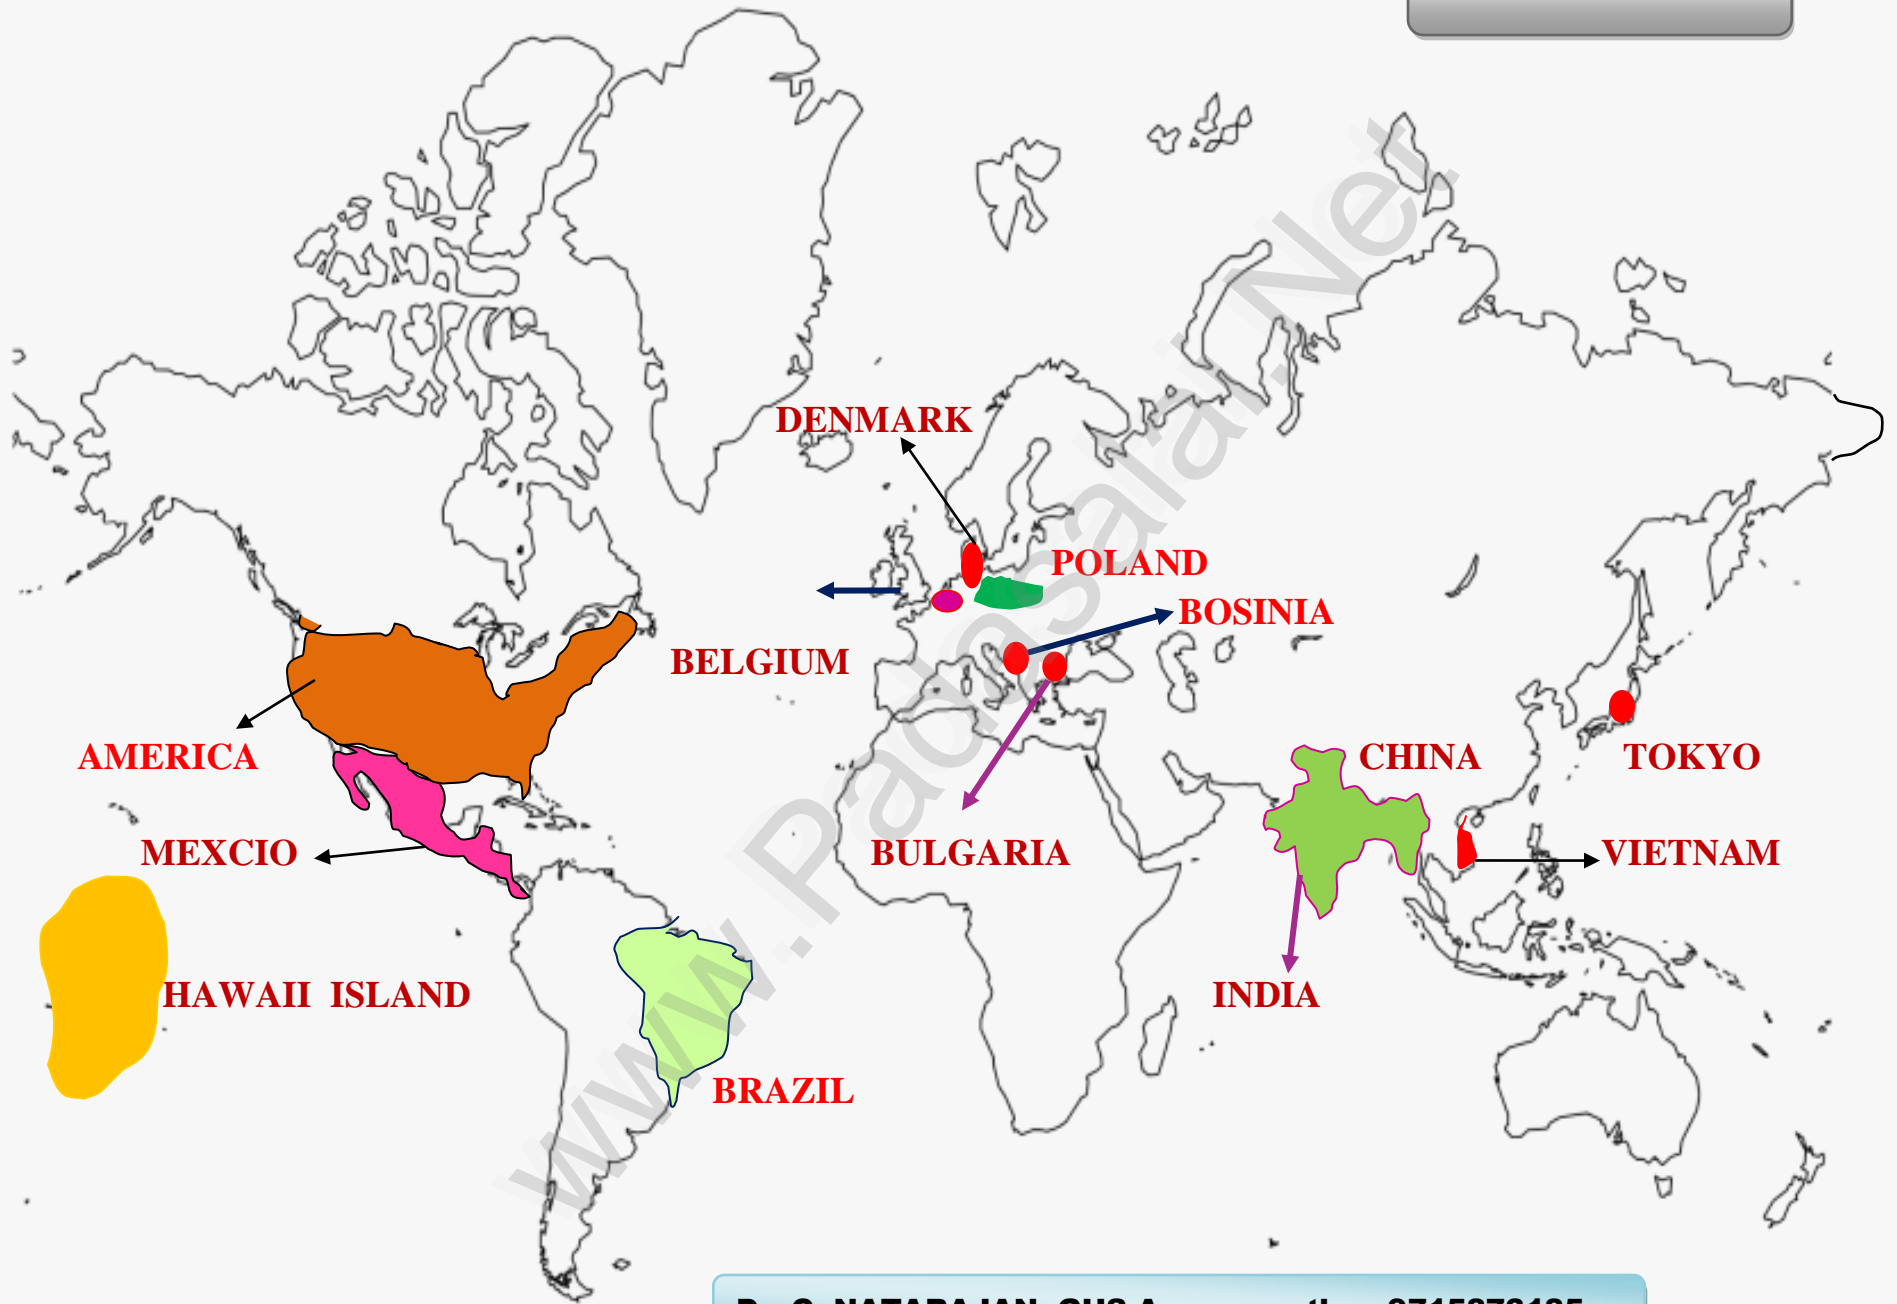 DENMARK
POLAND
BOSINIA
BELGIUM
AMERICA
CHINA
TOKYO
MEXCIO
BULGARIA
VIETNAM
HAWAII ISLAND
INDIA
BRAZIL
www.Padasalai.Net